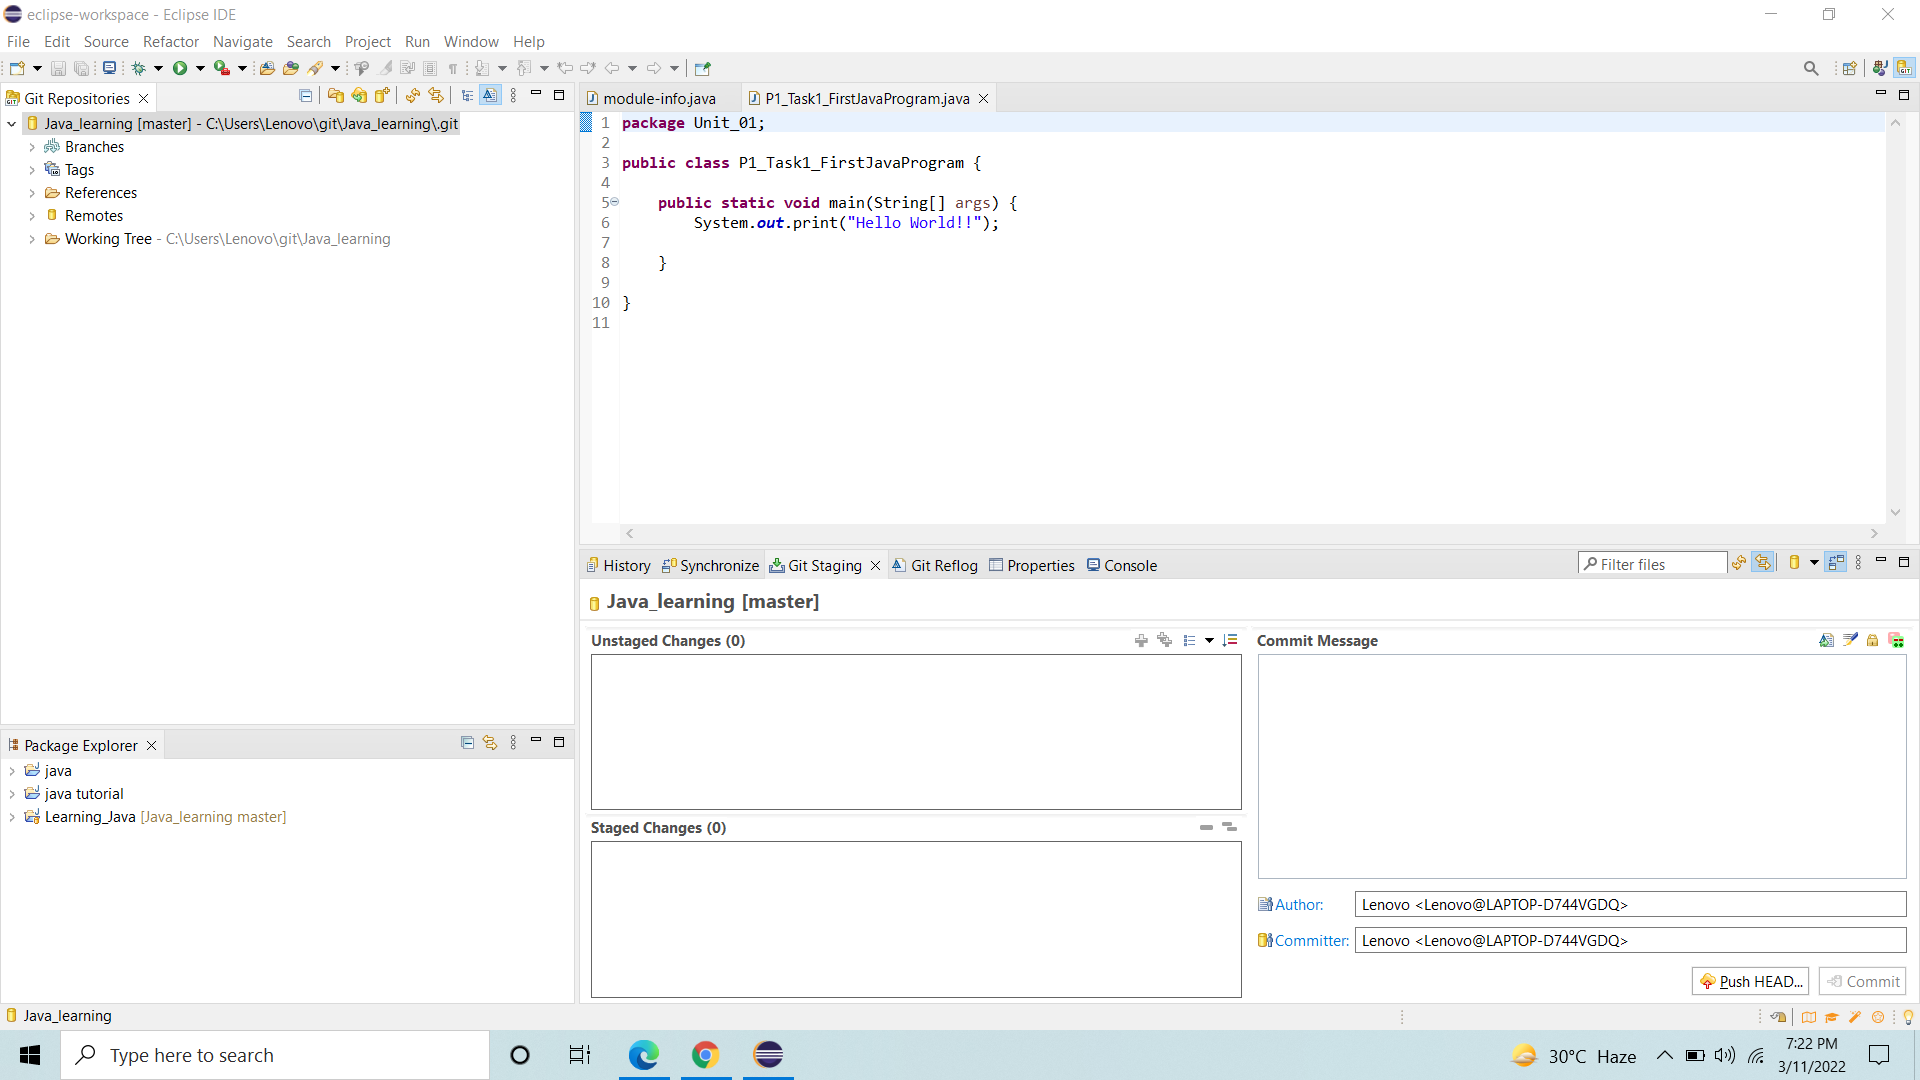 eclipse-workspace - Eclipse IDE
File Edit Source Refactor Navigate Search Project Run Window Help
Git Repositories
Java_learning [master] - C:\Users\Lenovo\git\Java_learning\.git
Branches
Tags
References
Remotes
Working Tree - C:\Users\Lenovo\git\Java_learning
module-info.java P1_Task1_FirstJavaProgram.java
1 package Unit_01;
2
3 public class P1_Task1_FirstJavaProgram {
4
5 public static void main(String[] args) {
6 System.out.print("Hello World!!");
7
8 }
9
10 }
11
History Synchronize Git Staging Git Reflog Properties Console Filter files
Java_learning [master]
Unstaged Changes (0)
Staged Changes (0)
Commit Message
Author: Lenovo <Lenovo@LAPTOP-D744VGDQ>
Committer: Lenovo <Lenovo@LAPTOP-D744VGDQ>
Push HEAD... Commit
Package Explorer
java
java tutorial
Learning_Java [Java_learning master]
Java_learning
Type here to search
30°C Haze
7:22 PM
3/11/2022